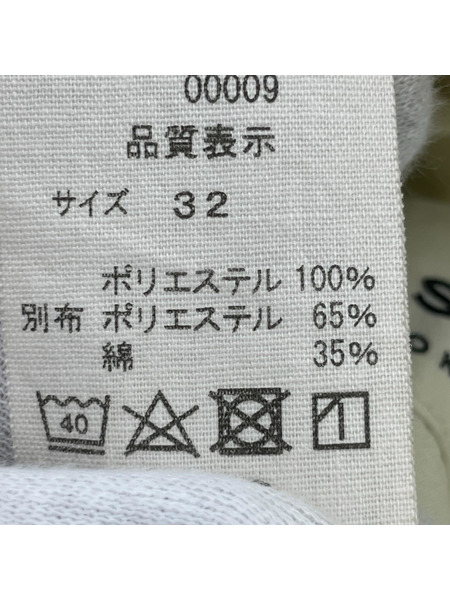 00009
品質表示
サイズ 32
ポリエステル 100%
別布 ポリエステル 65%
綿 35%
40